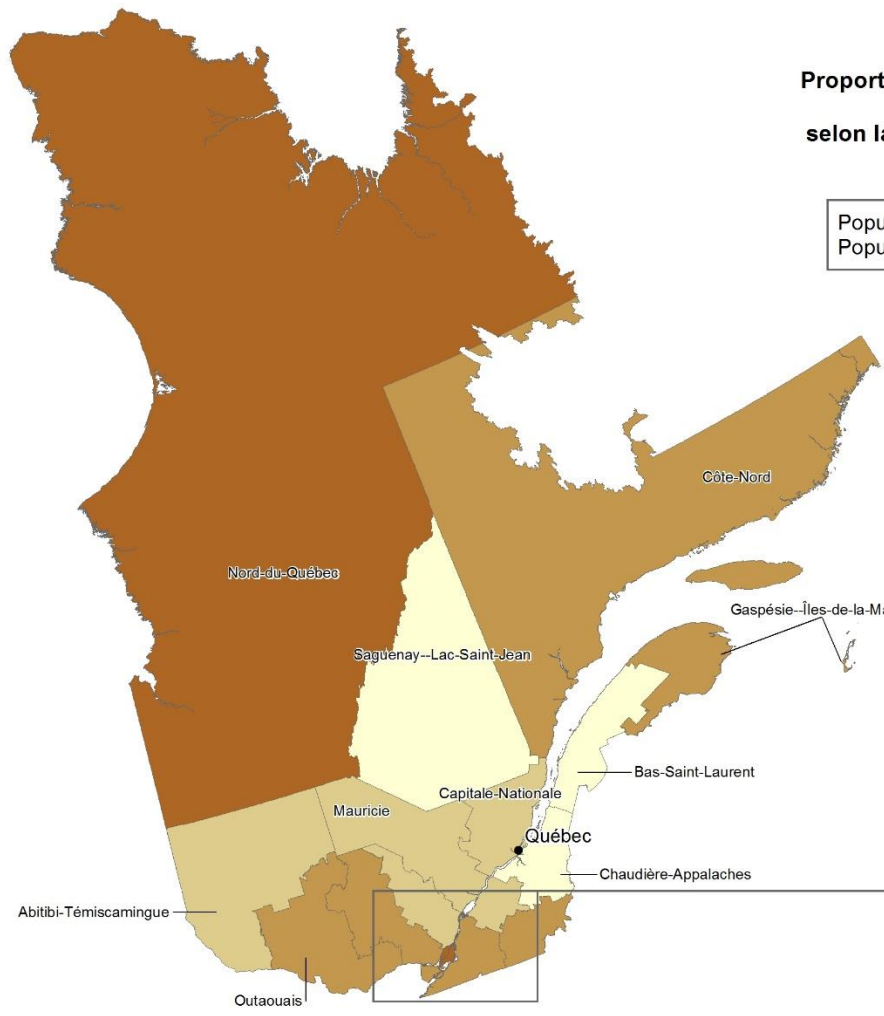 Proport
selon la
Popu
Popu
Côte-Nord
Nord-du-Québec
Gaspésie--Îles-de-la-Ma
Saguenay--Lac-Saint-Jean
Bas-Saint-Laurent
Capitale-Nationale
Mauricie
Québec
Chaudière-Appalaches
Abitibi-Témiscamingue
Outaouais